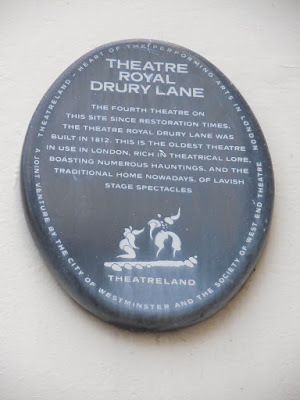 THEATRELAND - HEART OF THE PERFORMING ARTS IN LONDON
THEATRE
ROYAL
DRURY LANE
THE FOURTH THEATRE ON
THIS SITE SINCE RESTORATION TIMES,
THE THEATRE ROYAL DRURY LANE WAS
BUILT IN 1812. THIS IS THE OLDEST THEATRE
IN USE IN LONDON, RICH IN THEATRICAL LORE,
BOASTING NUMEROUS HAUNTINGS, AND THE
TRADITIONAL HOME NOWADAYS, OF LAVISH
STAGE SPECTACLES
THEATRELAND
A JOINT VENTURE BY THE CITY OF WESTMINSTER AND THE SOCIETY OF WEST END THEATRE